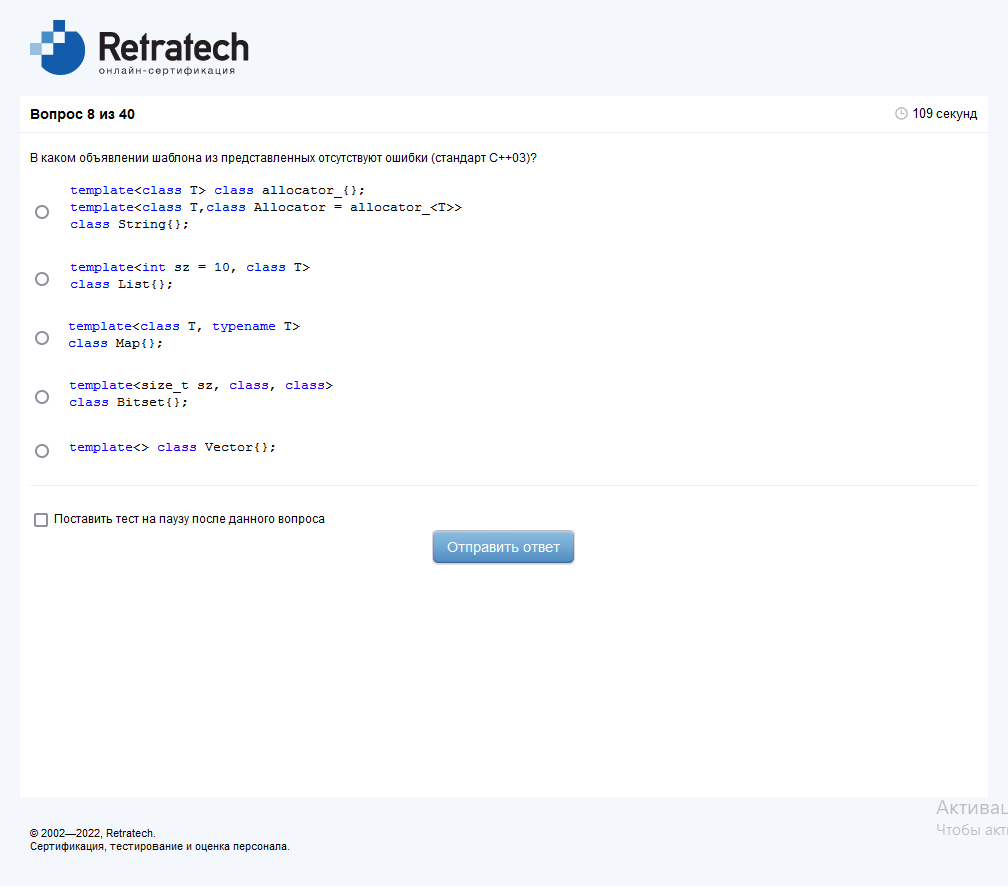 Retratech
онлайн-сертификация
Вопрос 8 из 40
109 секунд
В каком объявлении шаблона из представленных отсутствуют ошибки (стандарт C++03)?
template<class T> class allocator_{};
template<class T,class Allocator = allocator_<T>>
class String{};
template<int sz = 10, class T>
class List{};
template<class T, typename T>
class Map{};
template<size_t sz, class, class>
class Bitset{};
template<> class Vector{};
Поставить тест на паузу после данного вопроса
Отправить ответ
Чтобы
© 2002—2022, Retratech.
Сертификация, тестирование и оценка персонала.